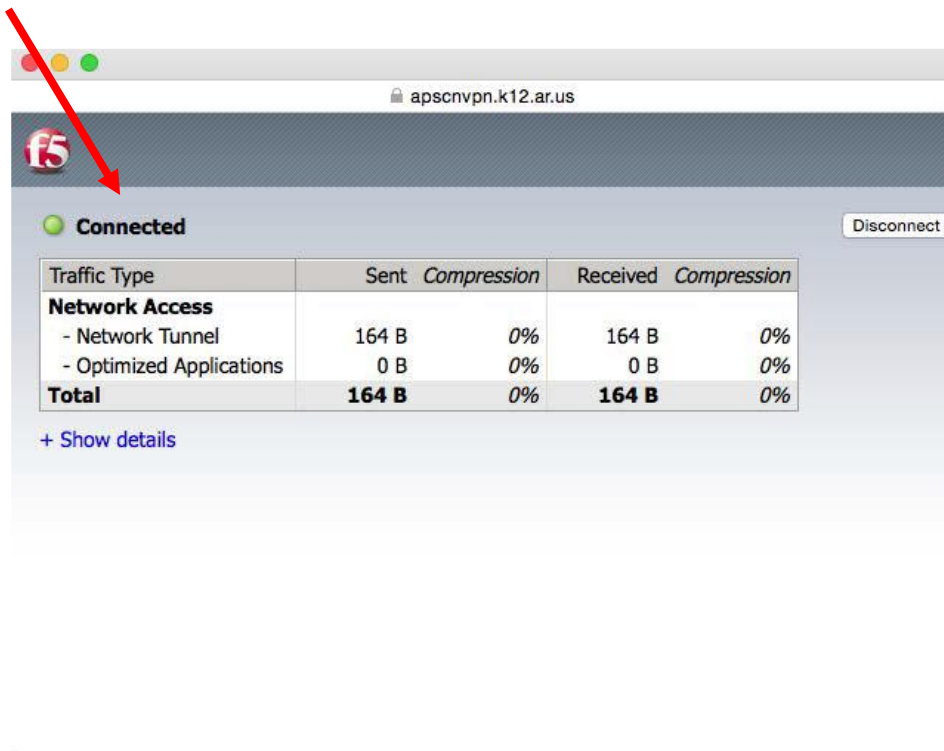 apscnvpn.k12.ar.us
f5
Connected
Disconnect
Traffic Type Sent Compression Received Compression
Network Access
- Network Tunnel 164 B 0% 164 B 0%
- Optimized Applications 0 B 0% 0 B 0%
Total 164 B 0% 164 B 0%
+ Show details